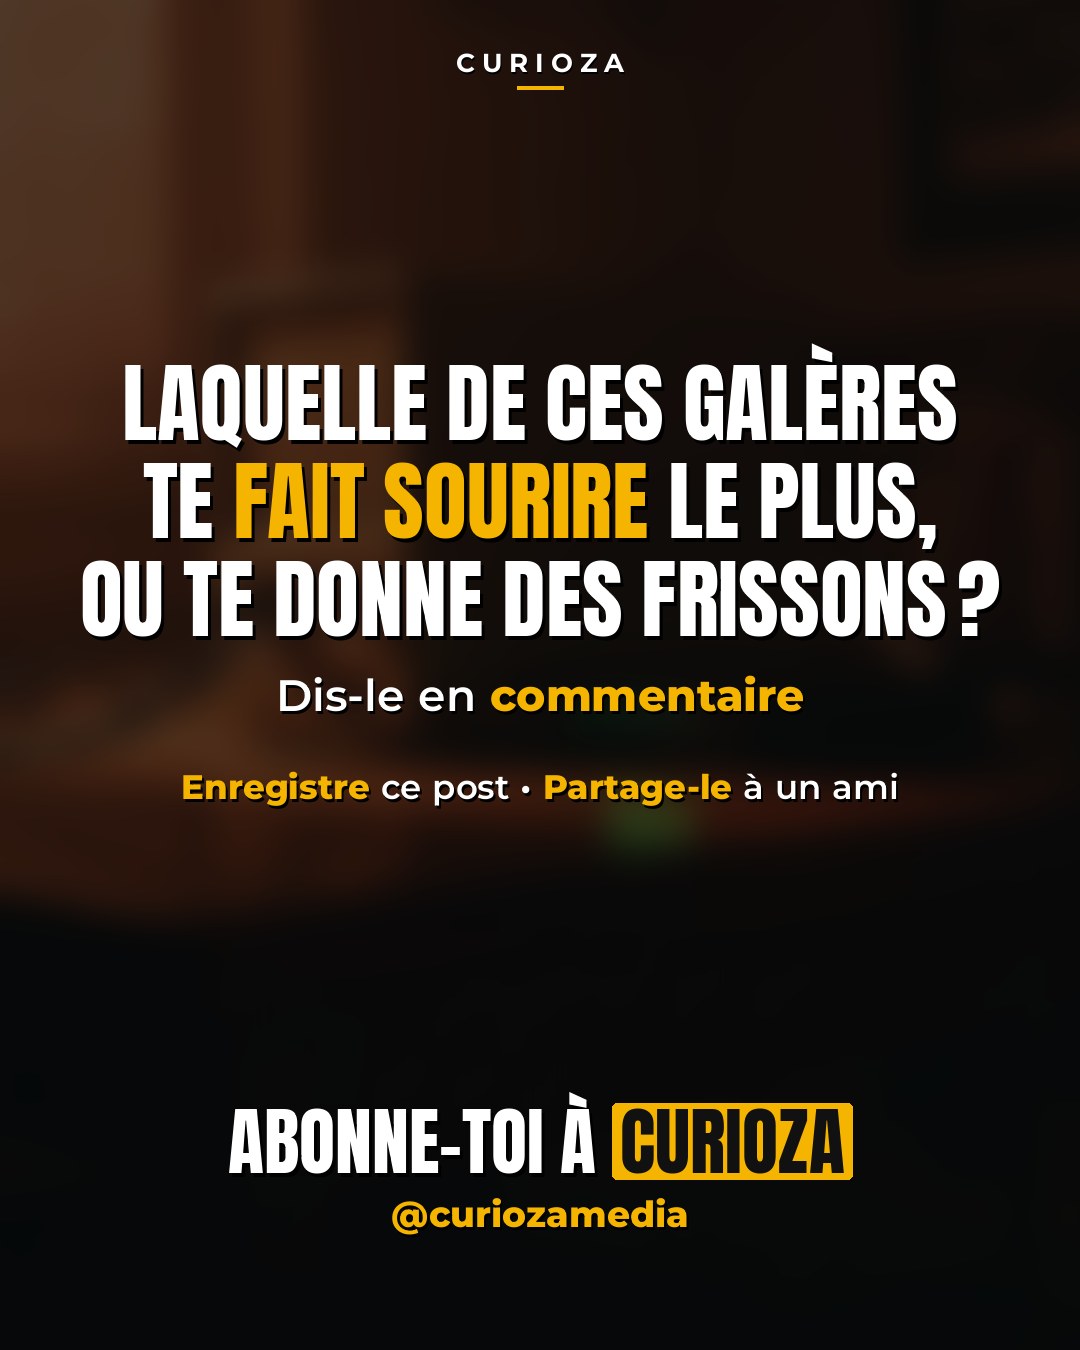 CURIOZA
LAQUELLE DE CES GALÈRES
TE FAIT SOURIRE LE PLUS,
OU TE DONNE DES FRISSONS ?
Dis-le en commentaire
Enregistre ce post • Partage-le à un ami
ABONNE-TOI À CURIOZA
@curiozamedia